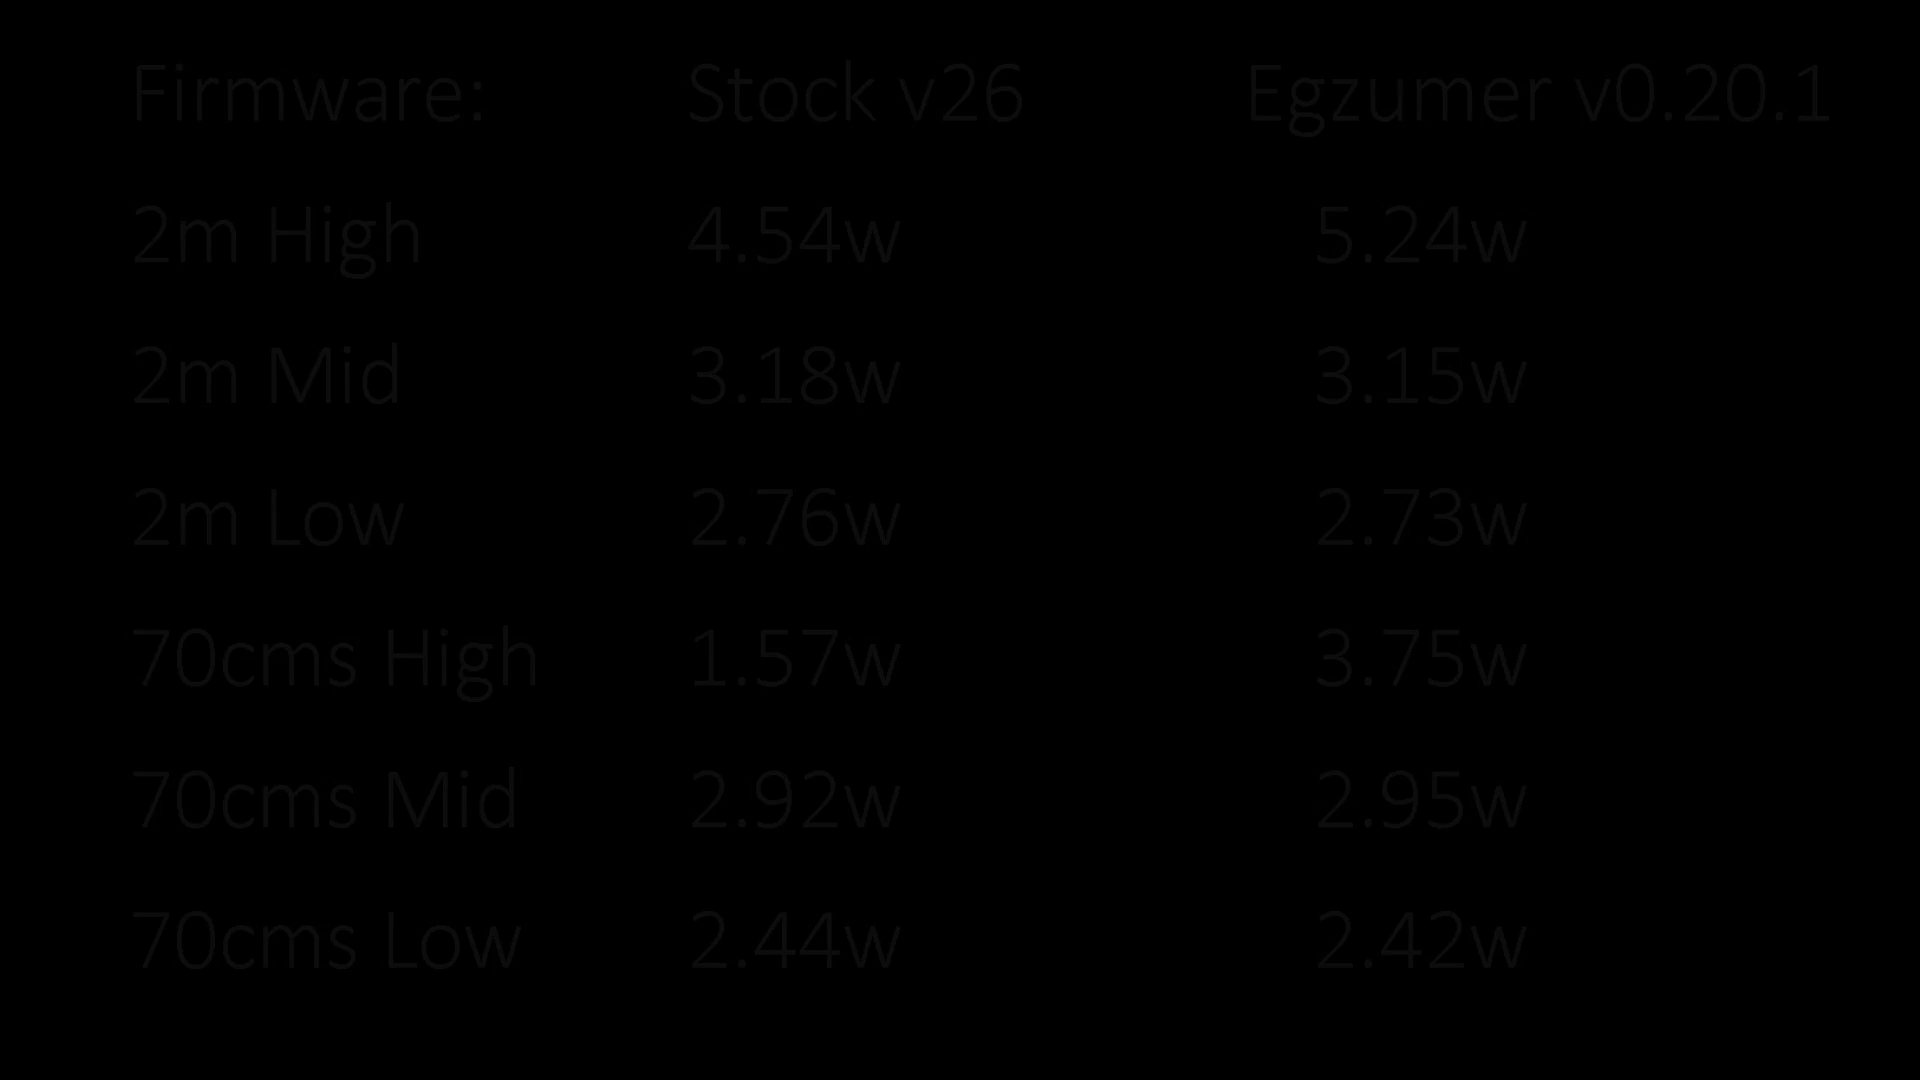 Firmware: Stock v26 Egzumer v0.20.1
2m High 4.54w 5.24w
2m Mid 3.18w 3.15w
2m Low 2.76w 2.73w
70cms High 1.57w 3.75w
70cms Mid 2.92w 2.95w
70cms Low 2.44w 2.42w